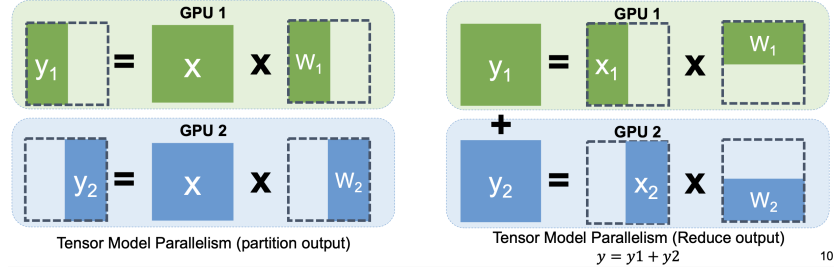 GPU 1
y₁ = x x W₁
GPU 2
y₂ = x x W₂
Tensor Model Parallelism (partition output)
GPU 1
y₁ = x₁ x W₁
+
GPU 2
y₂ = x₂ x W₂
Tensor Model Parallelism (Reduce output)
y = y1 + y2
10